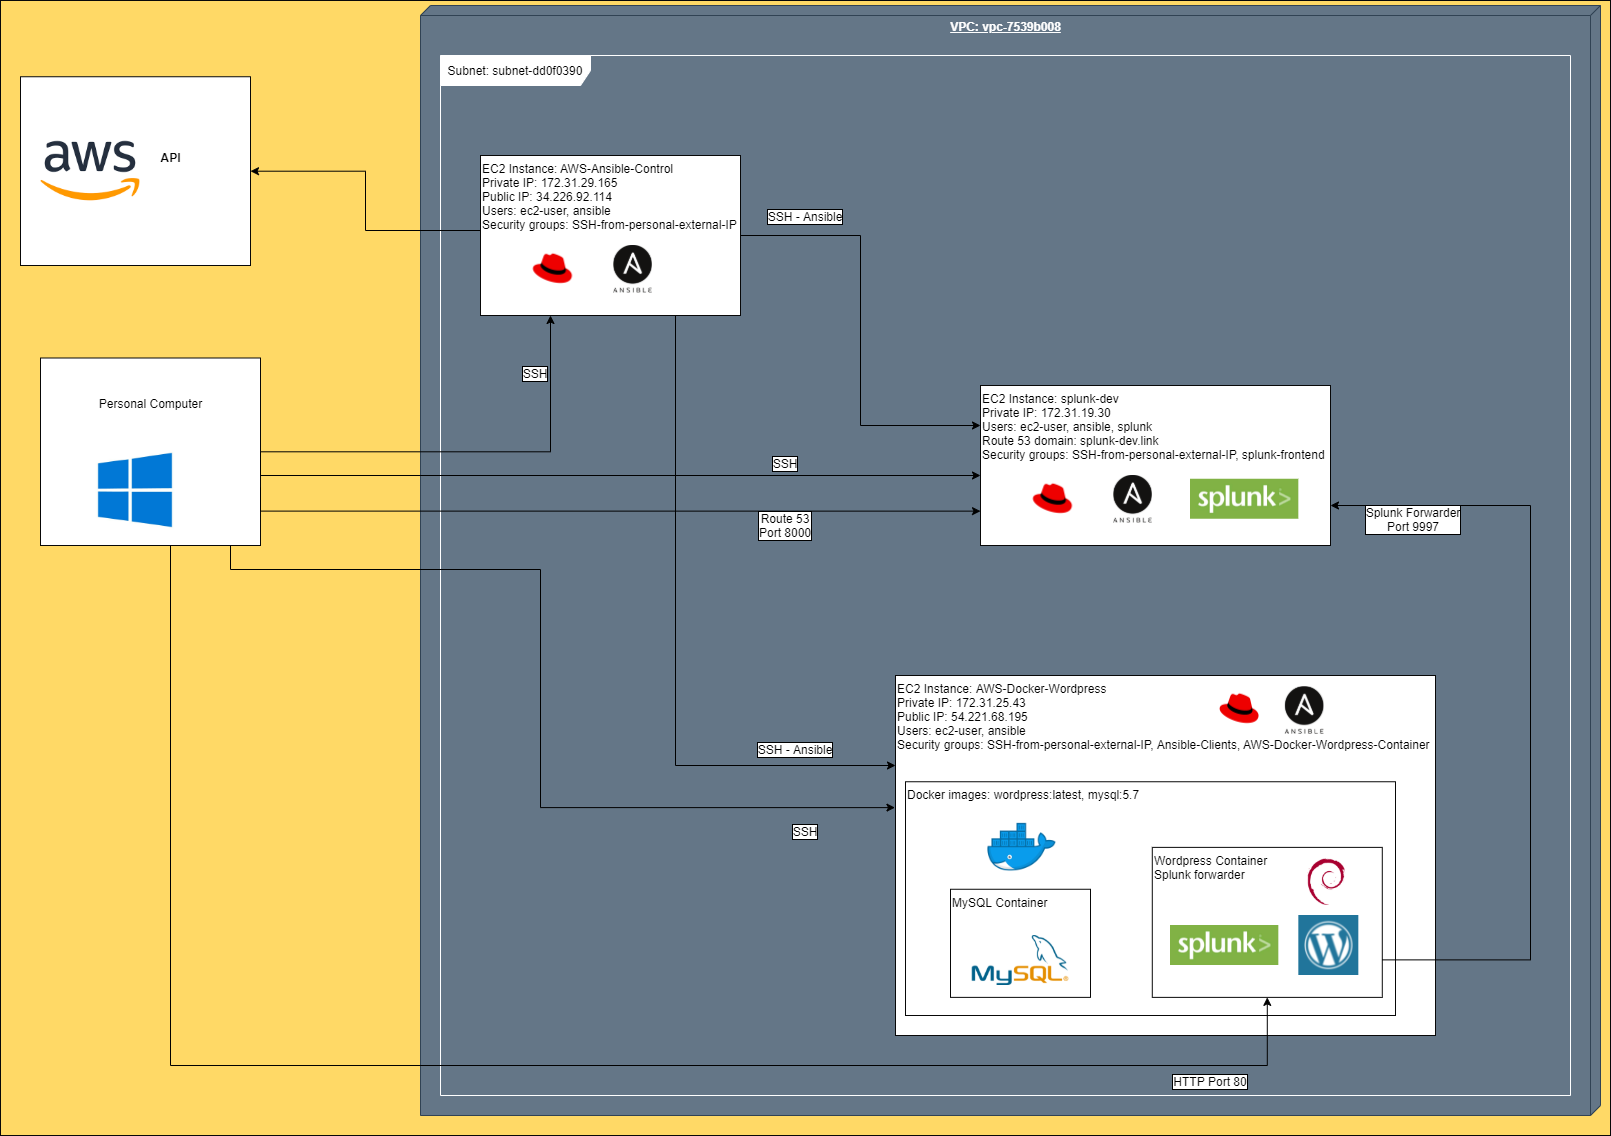 VPC: vpc-7539b008
Subnet: subnet-dd0f0390
aws
API
EC2 Instance: AWS-Ansible-Control
Private IP: 172.31.29.165
Public IP: 34.226.92.114
Users: ec2-user, ansible
Security groups: SSH-from-personal-external-IP
ANSIBLE
SSH - Ansible
SSH
Personal Computer
EC2 Instance: splunk-dev
Private IP: 172.31.19.30
Users: ec2-user, ansible, splunk
Route 53 domain: splunk-dev.link
Security groups: SSH-from-personal-external-IP, splunk-frontend
ANSIBLE
splunk>
SSH
Route 53
Port 8000
Splunk Forwarder
Port 9997
EC2 Instance: AWS-Docker-Wordpress
Private IP: 172.31.25.43
Public IP: 54.221.68.195
Users: ec2-user, ansible
Security groups: SSH-from-personal-external-IP, Ansible-Clients, AWS-Docker-Wordpress-Container
ANSIBLE
SSH - Ansible
SSH
Docker images: wordpress:latest, mysql:5.7
MySQL Container
MySQL®
Wordpress Container
Splunk forwarder
splunk>
W
HTTP Port 80